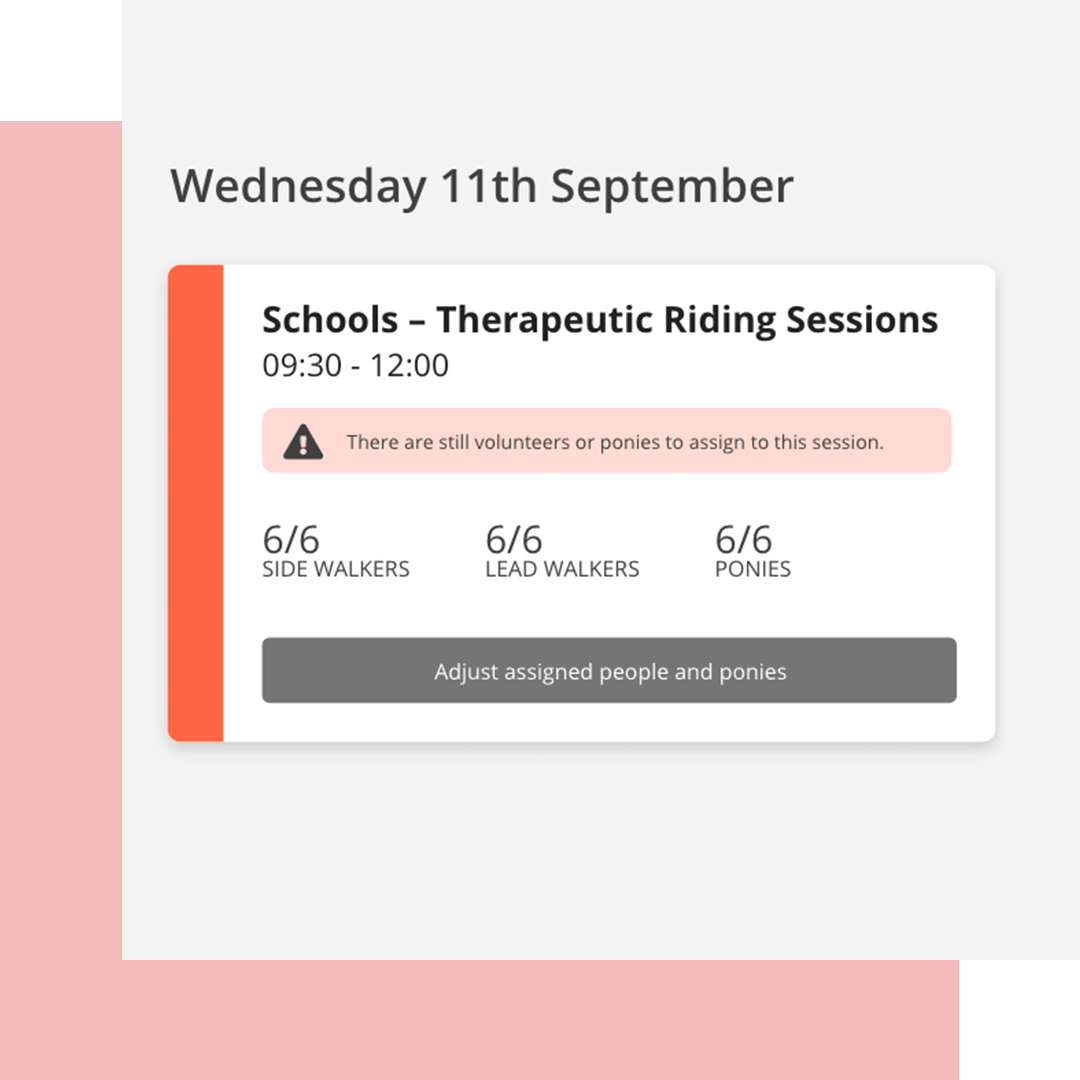 Wednesday 11th September
Schools – Therapeutic Riding Sessions
09:30 - 12:00
There are still volunteers or ponies to assign to this session.
6/6 6/6 6/6
SIDE WALKERS LEAD WALKERS PONIES
Adjust assigned people and ponies